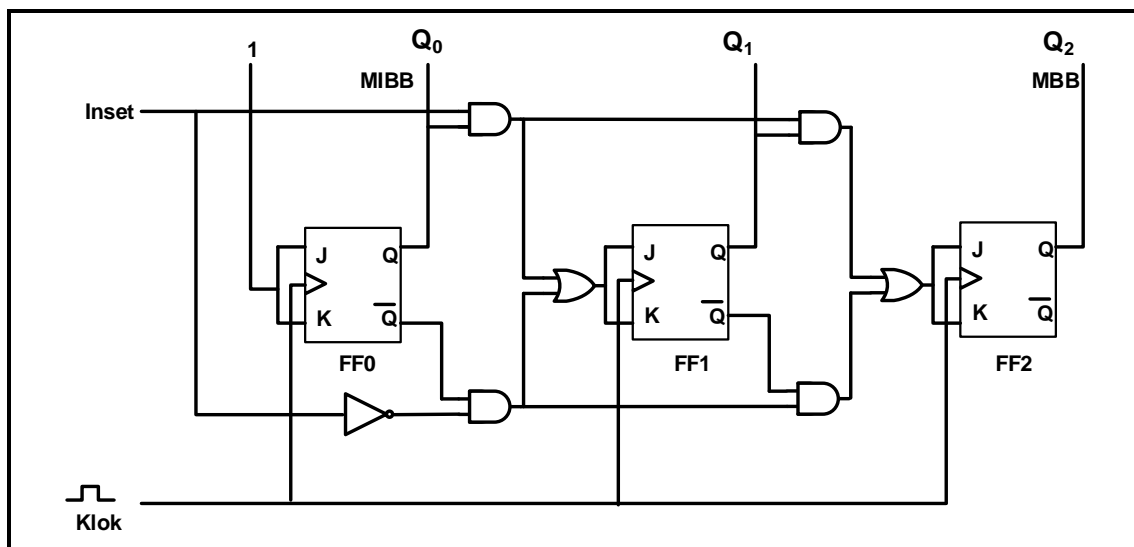 1
Q₀
Q₁
Q₂
MIBB
MBB
Inset
J
Q
K
Q̅
FF0
J
Q
K
Q̅
FF1
J
Q
K
Q̅
FF2
Klok